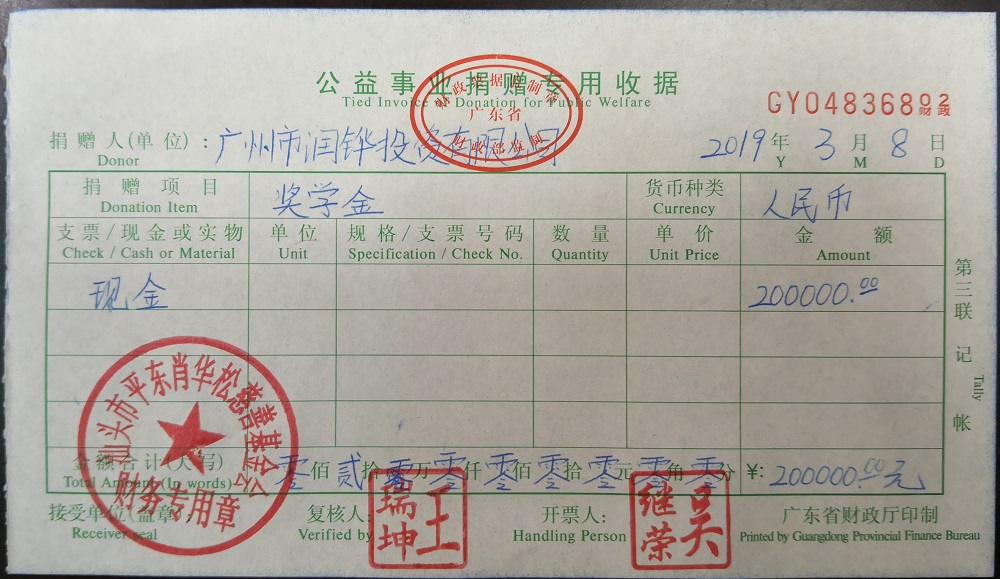 公益事业捐赠专用收据
Tied Invoice of Donation for Public Welfare
广东省
GY04836802
财政
捐赠人(单位): 广州市润铧投资有限公司 2019年3月8日
Donor Y M D
捐赠项目 奖学金 货币种类 人民币
Donation Item Currency
支票/现金或实物 单位 规格/支票号码 数量 单价 金额
Check / Cash or Material Unit Specification / Check No. Quantity Unit Price Amount
现金 200000.00
第三联 记帐
Tally
汕头市平东肖华松慈善基金会
财务专用章
金额合计(大写) 零佰贰拾零万零仟零佰零拾零元零角零分 ¥: 200000.00元
Total Amount (In words)
接受单位(盖章): 复核人: 王瑞坤 开票人: 吴继荣 广东省财政厅印制
Receiver seal Verified by Handling Person Printed by Guangdong Provincial Finance Bureau